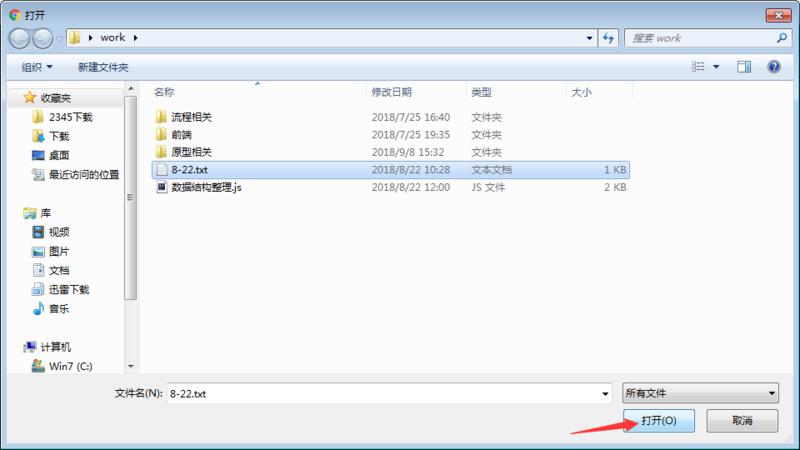 打开
work
搜索 work
组织 新建文件夹
名称 修改日期 类型 大小
收藏夹
2345下载
下载
桌面
最近访问的位置
库
视频
图片
文档
迅雷下载
音乐
计算机
Win7 (C:)
流程相关 2018/7/25 16:40 文件夹
前端 2018/7/25 19:35 文件夹
原型相关 2018/9/8 15:32 文件夹
8-22.txt 2018/8/22 10:28 文本文档 1 KB
数据结构整理.js 2018/8/22 12:00 JS 文件 2 KB
文件名(N): 8-22.txt 所有文件
打开(O) 取消